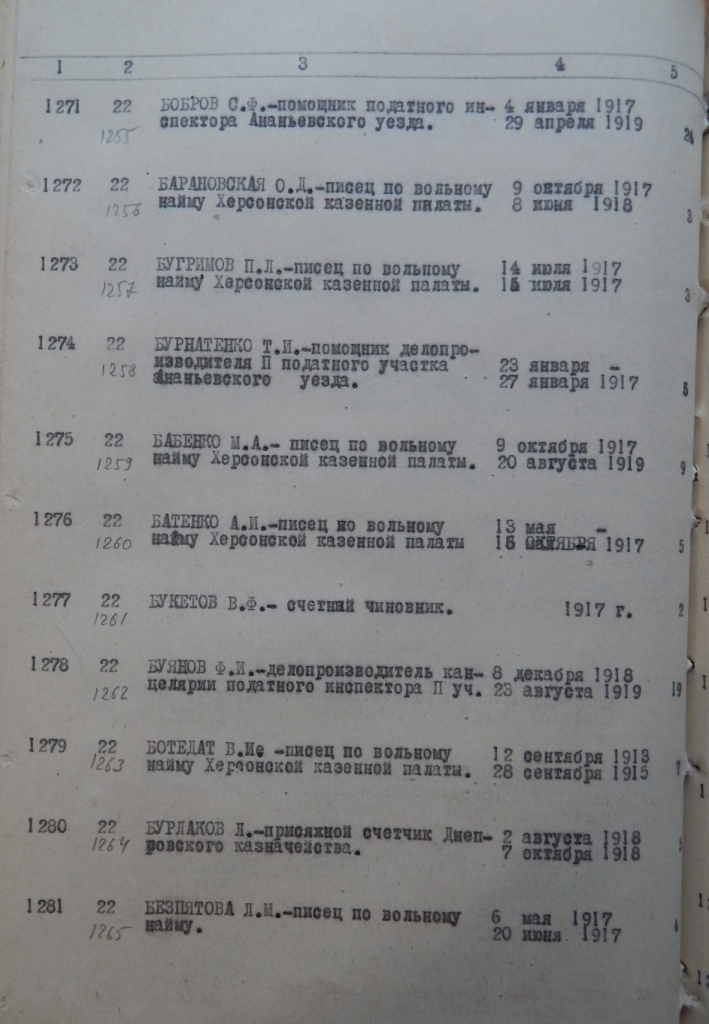 1 2 3 4 5
1271 22 БОБРОВ С.Ф.-помощник податного ин- 4 января 1917
1255 спектора Ананьевского уезда. 29 апреля 1919 24
1272 22 БАРАНОВСКАЯ О.Д.-писец по вольному 9 октября 1917
1256 найму Херсонской казенной палаты. 8 июня 1918 3
1273 22 БУГРИМОВ П.Л.-писец по вольному 14 июля 1917
1257 найму Херсонской казенной палаты. 15 июля 1917 3
1274 22 БУРНАТЕНКО Т.И.-помощник делопро-
1258 изводителя II податного участка 23 января -
Ананьевского уезда. 27 января 1917
1275 22 БАБЕНКО М.А.- писец по вольному 9 октября 1917
1259 найму Херсонской казенной палаты. 20 августа 1919 9
1276 22 БАТЕНКО А.И.-писец по вольному 13 мая -
1260 найму Херсонской казенной палаты 1917 5
1277 22 БУКЕТОВ В.Ф.- счетный чиновник. 1917 г. 2
1261
1278 22 БУЯНОВ Ф.И.-делопроизводитель кан- 8 декабря 1918
1262 целярии податного инспектора II уч. 23 августа 1919 19
1279 22 БОТЕДАТ -писец по вольному 12 сентября 1913
1263 найму Херсонской казенной палаты. 28 сентября 1915
1280 22 БУРЛАКОВ Л.-присяжной счетчик Днеп- 2 августа 1918
1264 ровского казначейства. 7 октября 1918
1281 22 БЕЗПЯТОВА Л.М.-писец по вольному 6 мая 1917
1265 найму. 20 июня 1917